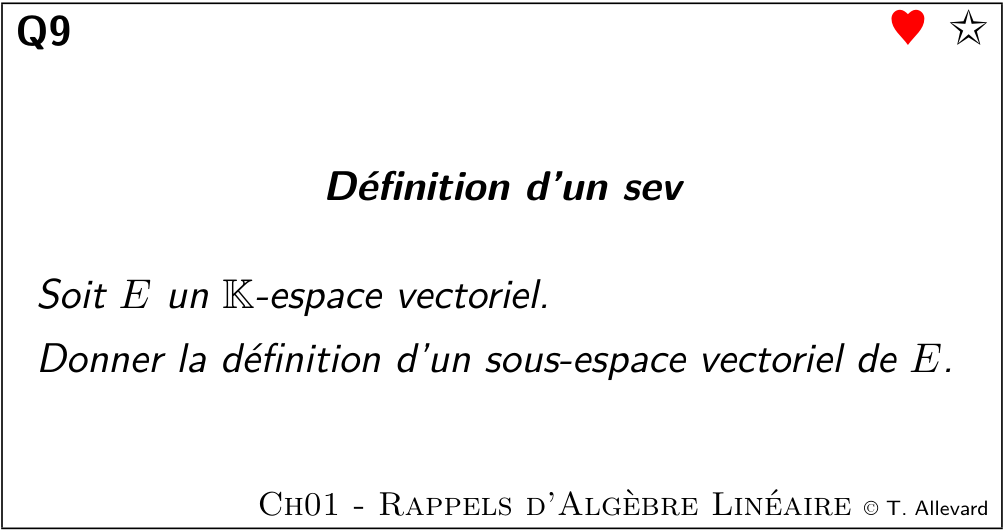 Q9
Définition d'un sev
Soit E un 𝕂-espace vectoriel.
Donner la définition d'un sous-espace vectoriel de E.
Ch01 - Rappels d'Algèbre Linéaire © T. Allevard